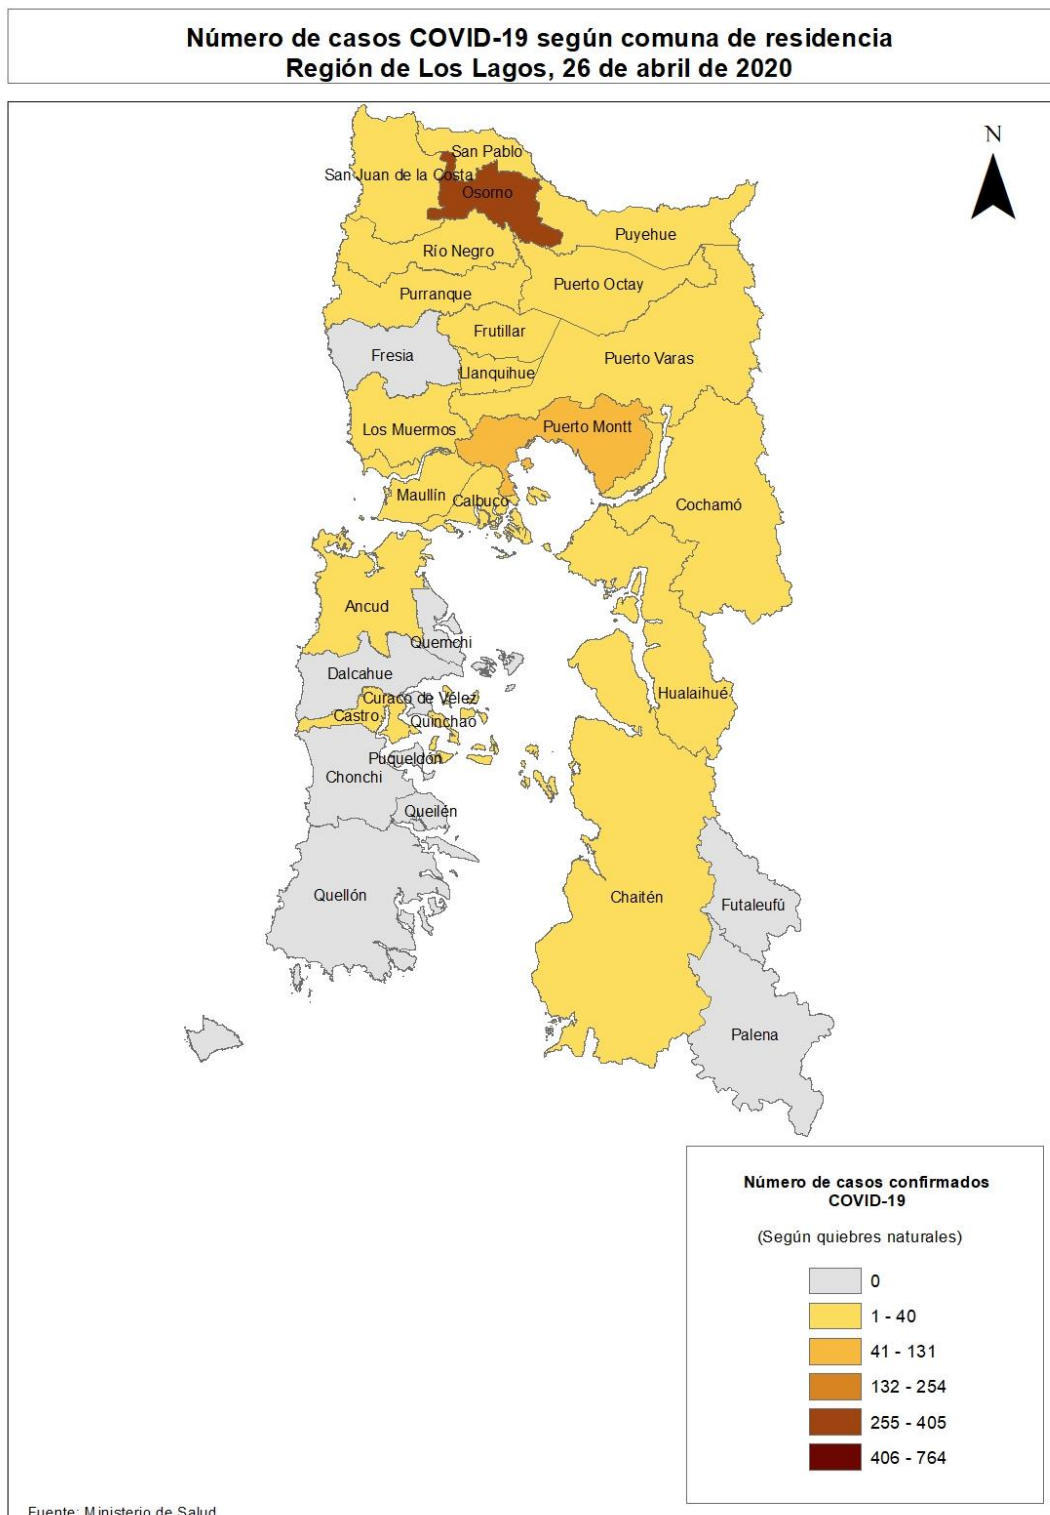 Número de casos COVID-19 según comuna de residencia
Región de Los Lagos, 26 de abril de 2020
N
San Pablo
San Juan de la Costa
Osorno
Puyehue
Río Negro
Puerto Octay
Purranque
Frutillar
Fresia
Puerto Varas
Llanquihue
Puerto Montt
Los Muermos
Maullín
Calbuco
Cochamó
Ancud
Quemchi
Dalcahue
Hualaihué
Curaco de Vélez
Castro
Quinchao
Puqueldón
Chonchi
Queilén
Quellón
Chaitén
Futaleufú
Palena
Número de casos confirmados
COVID-19
(Según quiebres naturales)
0
1 - 40
41 - 131
132 - 254
255 - 405
406 - 764
Fuente: Ministerio de Salud